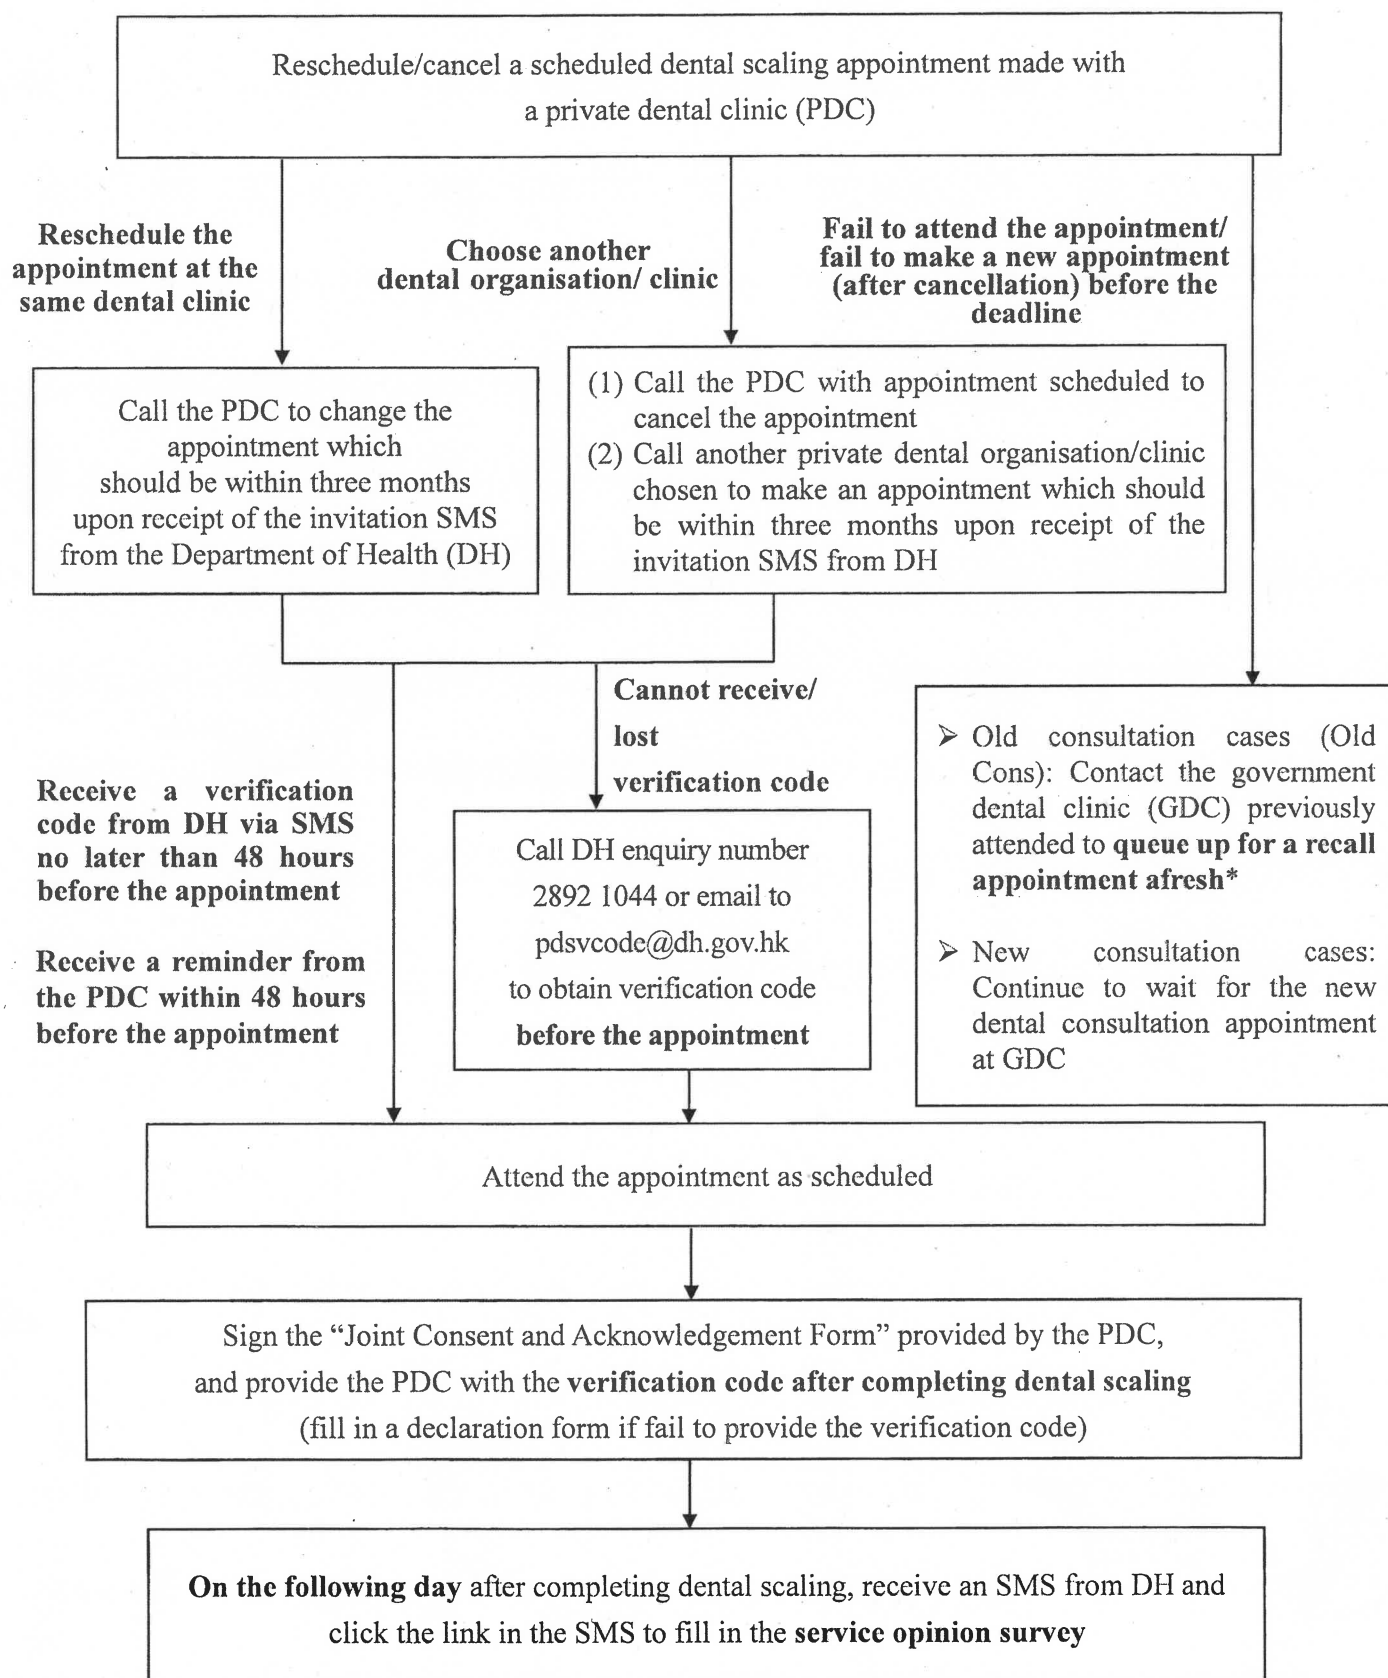 Reschedule/cancel a scheduled dental scaling appointment made with
a private dental clinic (PDC)
Reschedule the
appointment at the
same dental clinic
Choose another
dental organisation/ clinic
Fail to attend the appointment/
fail to make a new appointment
(after cancellation) before the
deadline
Call the PDC to change the
appointment which
should be within three months
upon receipt of the invitation SMS
from the Department of Health (DH)
(1) Call the PDC with appointment scheduled to
cancel the appointment
(2) Call another private dental organisation/clinic
chosen to make an appointment which should
be within three months upon receipt of the
invitation SMS from DH
Cannot receive/
lost
verification code
Receive a verification
code from DH via SMS
no later than 48 hours
before the appointment
Receive a reminder from
the PDC within 48 hours
before the appointment
Call DH enquiry number
2892 1044 or email to
pdsvcode@dh.gov.hk
to obtain verification code
before the appointment
➢ Old consultation cases (Old
Cons): Contact the government
dental clinic (GDC) previously
attended to queue up for a recall
appointment afresh*
➢ New consultation cases:
Continue to wait for the new
dental consultation appointment
at GDC
Attend the appointment as scheduled
Sign the “Joint Consent and Acknowledgement Form” provided by the PDC,
and provide the PDC with the verification code after completing dental scaling
(fill in a declaration form if fail to provide the verification code)
On the following day after completing dental scaling, receive an SMS from DH and
click the link in the SMS to fill in the service opinion survey